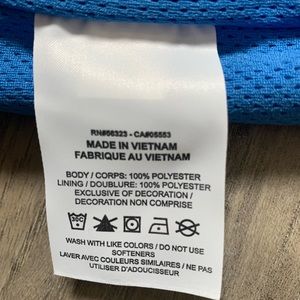 RN#56323 - CA#05553
MADE IN VIETNAM
FABRIQUE AU VIETNAM
BODY / CORPS: 100% POLYESTER
LINING / DOUBLURE: 100% POLYESTER
EXCLUSIVE OF DECORATION /
DECORATION NON COMPRISE
30C
WASH WITH LIKE COLORS / DO NOT USE
SOFTENERS
LAVER AVEC COULEURS SIMILAIRES / NE PAS
UTILISER D'ADOUCISSEUR